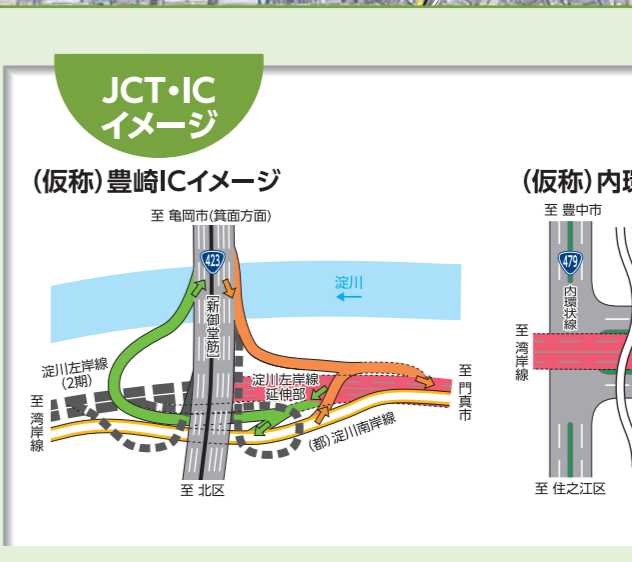 JCT・IC
イメージ
(仮称)豊崎ICイメージ
至 亀岡市(箕面方面)
423
新御堂筋
淀川
淀川左岸線
(2期)
至 湾岸線
淀川左岸線
延伸部
至 門真市
(都)淀川南岸線
至 北区
(仮称)内環
至 豊中市
479
内環状線
至 湾岸線
至 住之江区